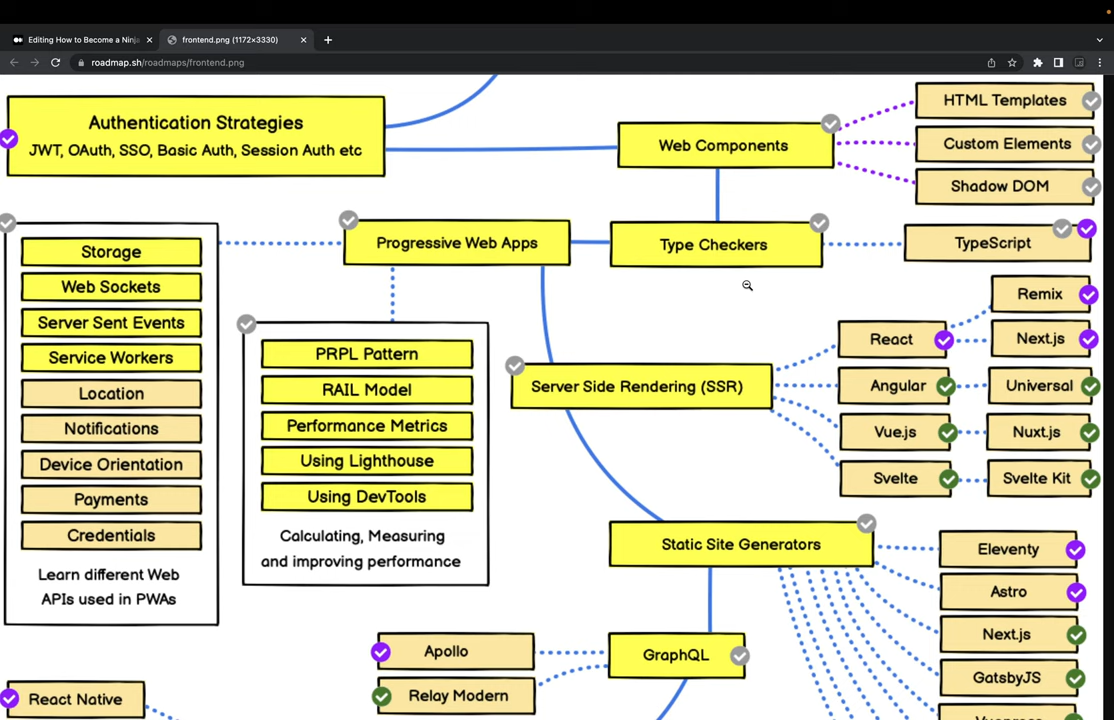 Editing How to Become a Ninja
frontend.png (1172×3330)
roadmap.sh/roadmaps/frontend.png
Authentication Strategies
JWT, OAuth, SSO, Basic Auth, Session Auth etc
Web Components
HTML Templates
Custom Elements
Shadow DOM
Progressive Web Apps
Type Checkers
TypeScript
Storage
Web Sockets
Server Sent Events
Service Workers
Location
Notifications
Device Orientation
Payments
Credentials
Learn different Web
APIs used in PWAs
PRPL Pattern
RAIL Model
Performance Metrics
Using Lighthouse
Using DevTools
Calculating, Measuring
and improving performance
Server Side Rendering (SSR)
React
Remix
Next.js
Angular
Universal
Vue.js
Nuxt.js
Svelte
Svelte Kit
Static Site Generators
Eleventy
Astro
Next.js
GatsbyJS
GraphQL
Apollo
Relay Modern
React Native